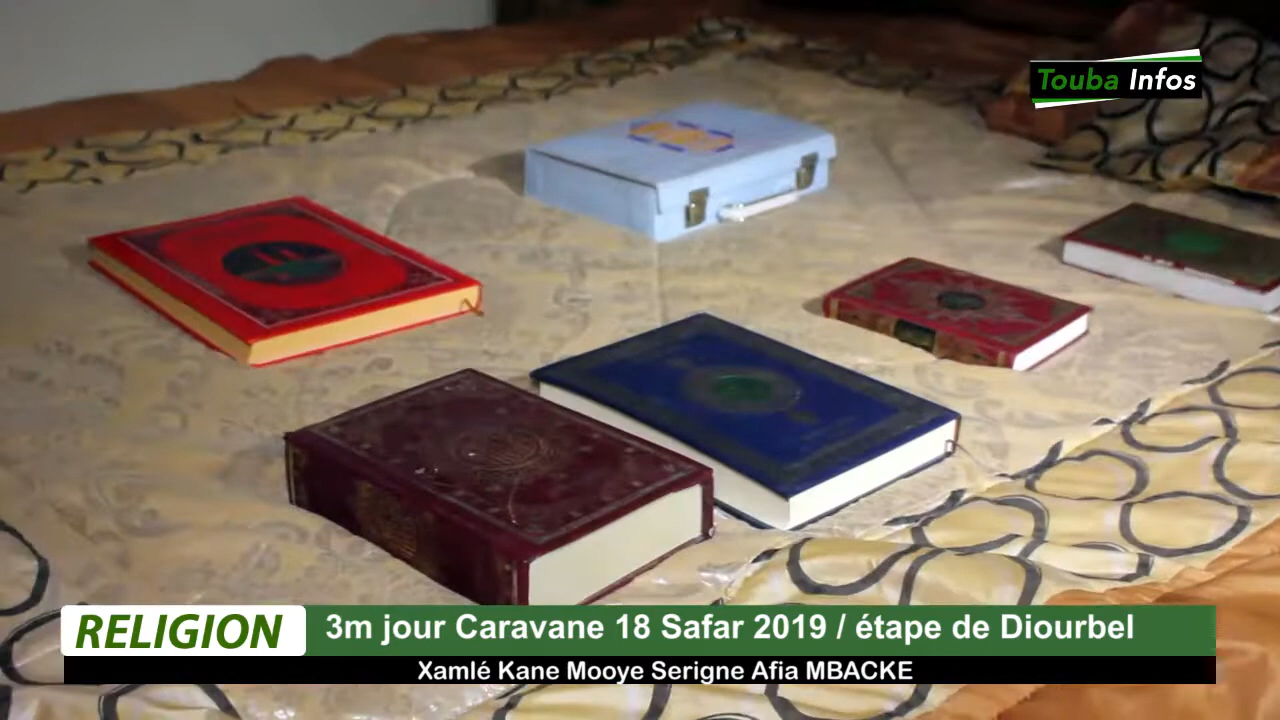 Touba Infos
RELIGION
3m jour Caravane 18 Safar 2019 / étape de Diourbel
Xamlé Kane Mooye Serigne Afia MBACKE